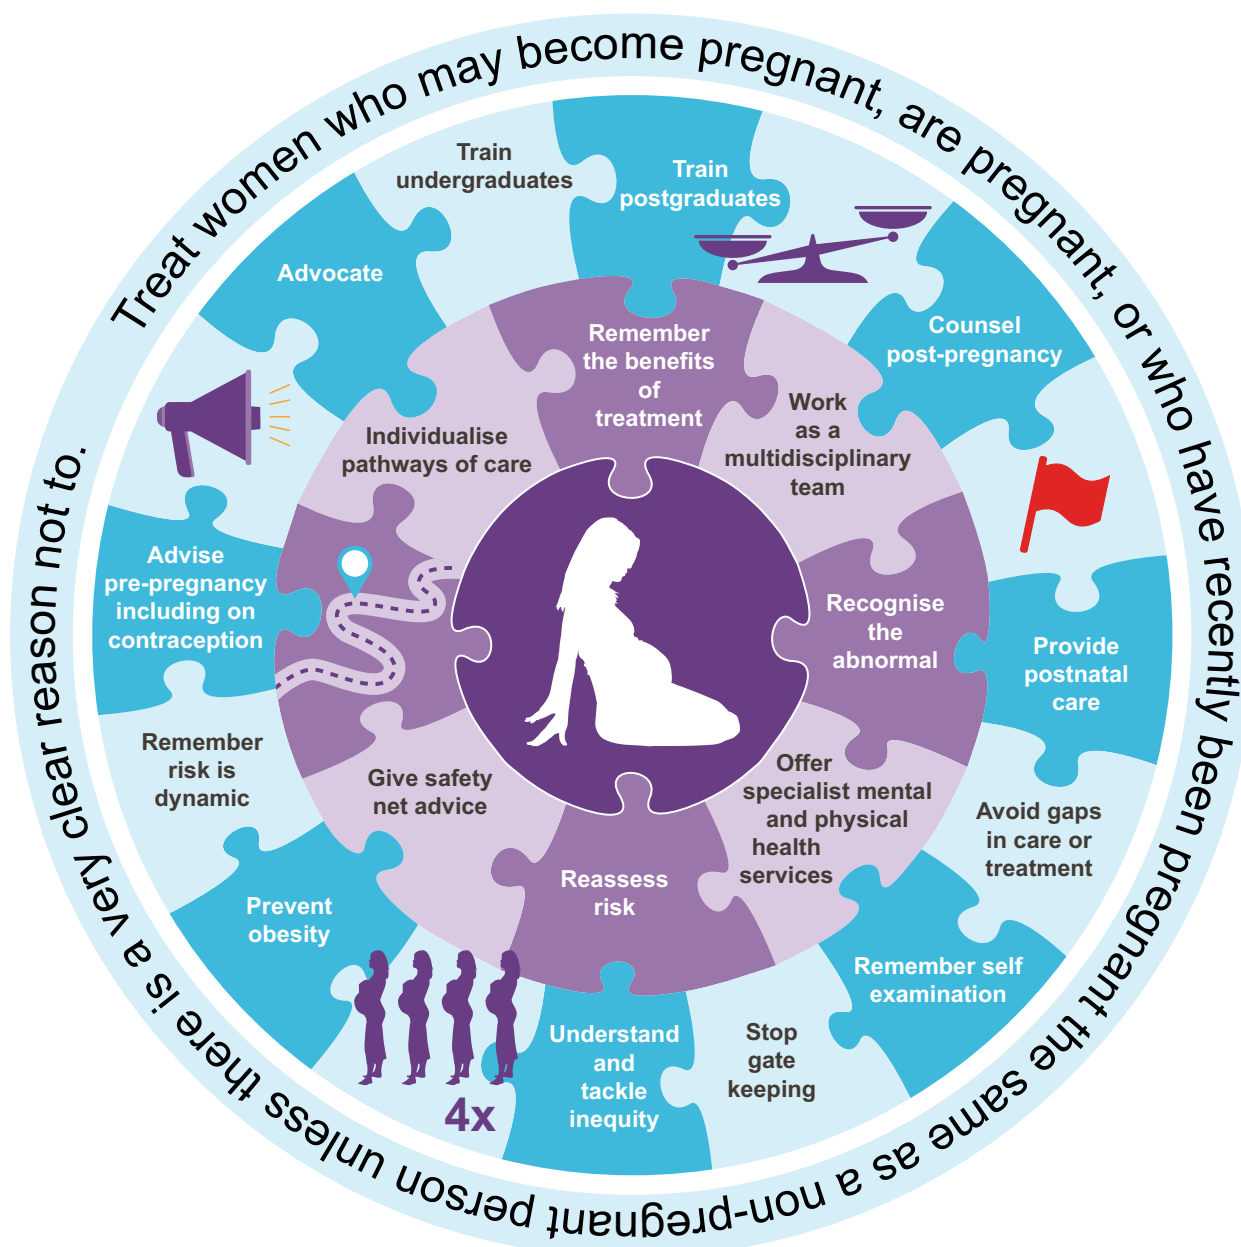 Treat women who may become pregnant, are pregnant, or who have recently been pregnant the same as a non-pregnant person unless there is a very clear reason not to.
Train
undergraduates
Train
postgraduates
Counsel
post-pregnancy
Provide
postnatal
care
Avoid gaps
in care or
treatment
Remember self
examination
Stop
gate
keeping
Understand
and
tackle
inequity
4x
Prevent
obesity
Remember
risk is
dynamic
Advise
pre-pregnancy
including on
contraception
Advocate
Remember
the benefits
of
treatment
Work
as a
multidisciplinary
team
Recognise
the
abnormal
Offer
specialist mental
and physical
health
services
Reassess
risk
Give safety
net advice
Individualise
pathways of care